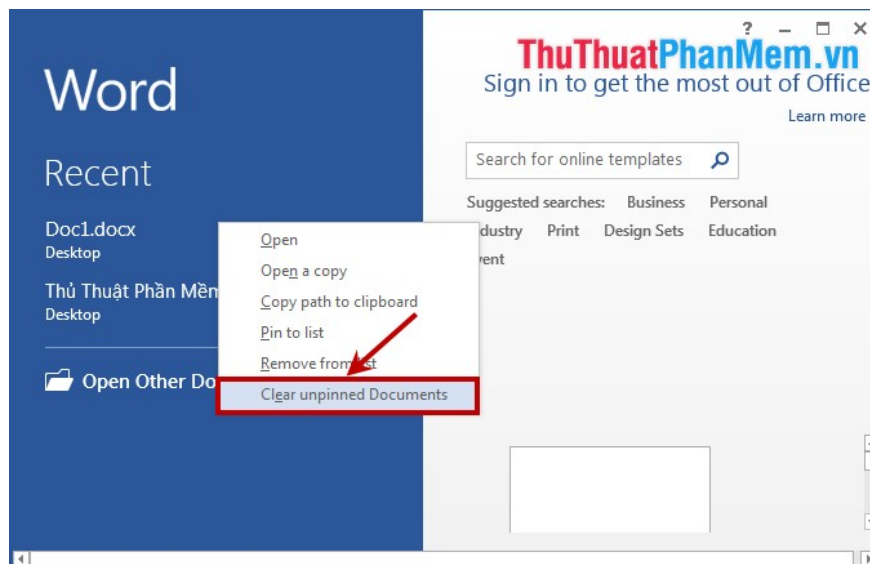 ?
ThuThuatPhanMem.vn
Sign in to get the most out of Office
Learn more
Word
Recent
Doc1.docx
Desktop
Thủ Thuật Phần Mềm
Desktop
Open Other Do
Open
Open a copy
Copy path to clipboard
Pin to list
Remove from list
Clear unpinned Documents
Search for online templates
Suggested searches: Business Personal
Print Design Sets Education